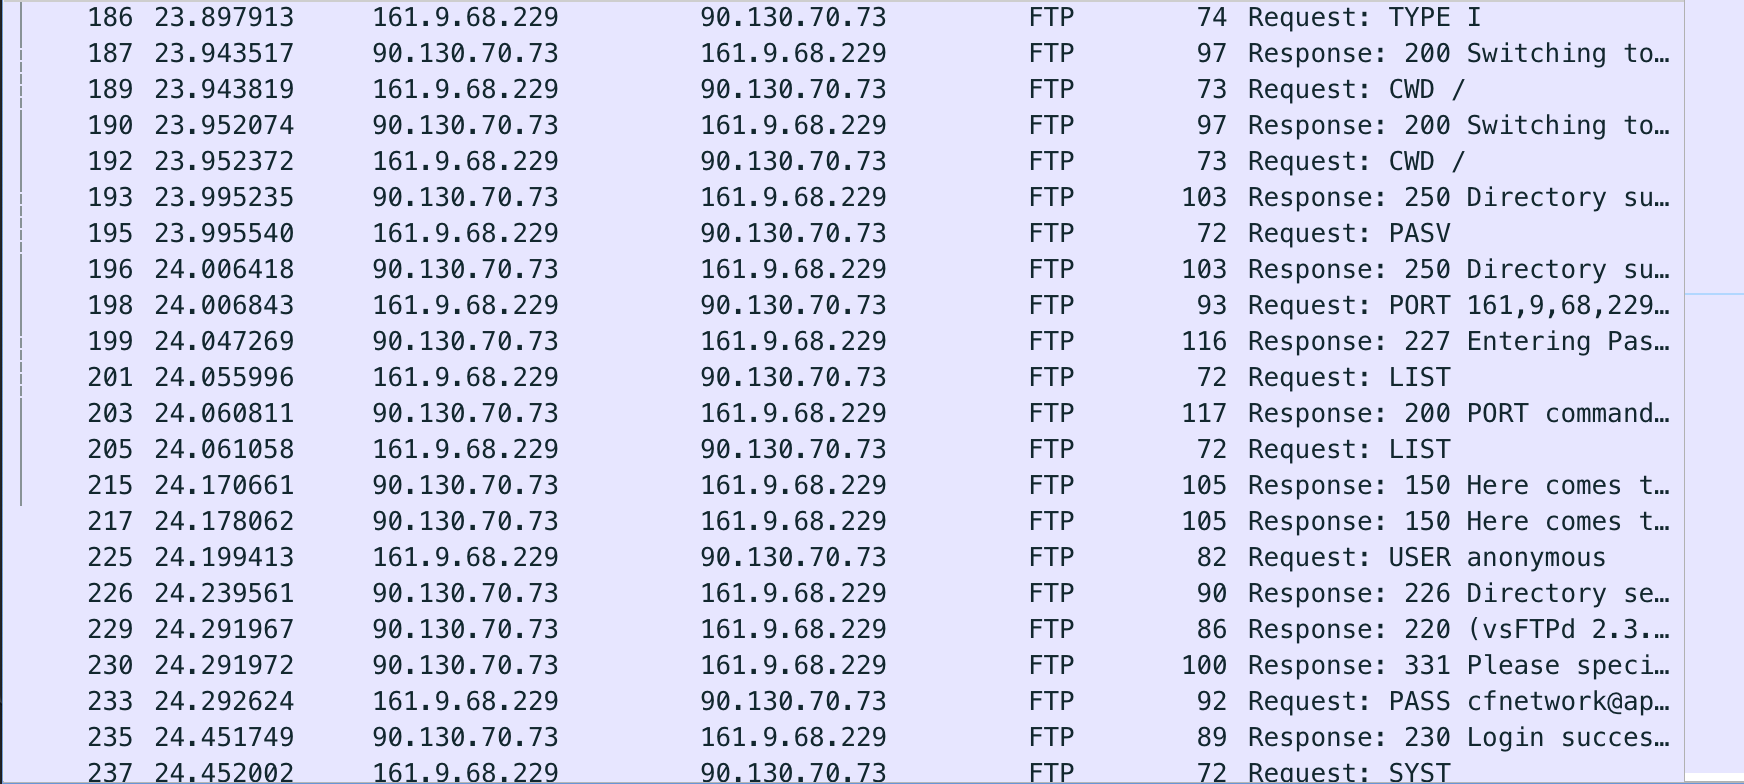 186 23.897913 161.9.68.229 90.130.70.73 FTP 74 Request: TYPE I
187 23.943517 90.130.70.73 161.9.68.229 FTP 97 Response: 200 Switching to…
189 23.943819 161.9.68.229 90.130.70.73 FTP 73 Request: CWD /
190 23.952074 90.130.70.73 161.9.68.229 FTP 97 Response: 200 Switching to…
192 23.952372 161.9.68.229 90.130.70.73 FTP 73 Request: CWD /
193 23.995235 90.130.70.73 161.9.68.229 FTP 103 Response: 250 Directory su…
195 23.995540 161.9.68.229 90.130.70.73 FTP 72 Request: PASV
196 24.006418 90.130.70.73 161.9.68.229 FTP 103 Response: 250 Directory su…
198 24.006843 161.9.68.229 90.130.70.73 FTP 93 Request: PORT 161,9,68,229…
199 24.047269 90.130.70.73 161.9.68.229 FTP 116 Response: 227 Entering Pas…
201 24.055996 161.9.68.229 90.130.70.73 FTP 72 Request: LIST
203 24.060811 90.130.70.73 161.9.68.229 FTP 117 Response: 200 PORT command…
205 24.061058 161.9.68.229 90.130.70.73 FTP 72 Request: LIST
215 24.170661 90.130.70.73 161.9.68.229 FTP 105 Response: 150 Here comes t…
217 24.178062 90.130.70.73 161.9.68.229 FTP 105 Response: 150 Here comes t…
225 24.199413 161.9.68.229 90.130.70.73 FTP 82 Request: USER anonymous
226 24.239561 90.130.70.73 161.9.68.229 FTP 90 Response: 226 Directory se…
229 24.291967 90.130.70.73 161.9.68.229 FTP 86 Response: 220 (vsFTPd 2.3.…
230 24.291972 90.130.70.73 161.9.68.229 FTP 100 Response: 331 Please speci…
233 24.292624 161.9.68.229 90.130.70.73 FTP 92 Request: PASS cfnetwork@ap…
235 24.451749 90.130.70.73 161.9.68.229 FTP 89 Response: 230 Login succes…
237 24.452002 161.9.68.229 90.130.70.73 FTP 72 Request: SYST